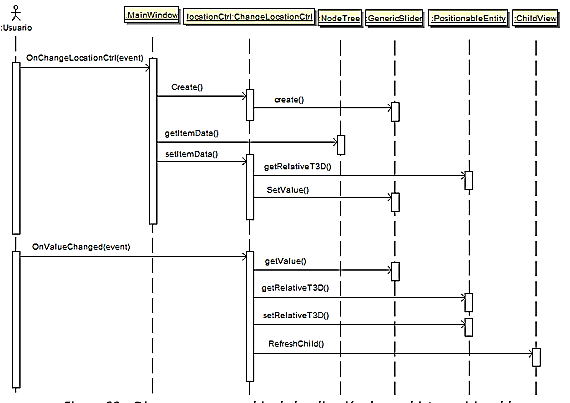 :Usuario
:MainWindow
locationCtrl:ChangeLocationCtrl
:NodeTree
:GenericSlider
:PositionableEntity
:ChildView
OnChangeLocationCtrl(event)
Create()
create()
getItemData()
setItemData()
getRelativeT3D()
SetValue()
OnValueChanged(event)
getValue()
getRelativeT3D()
setRelativeT3D()
RefreshChild()